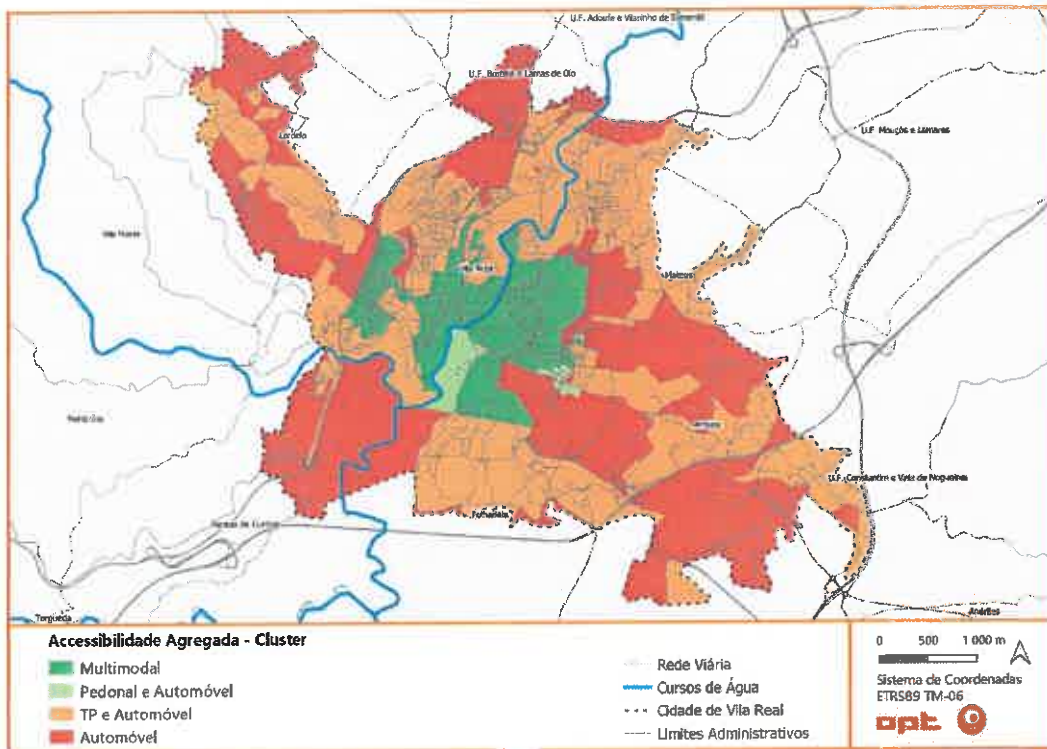 U.F. Adoufe e Vilarinho de Samardã
U.F. Borbela e Lamas de Olo
U.F. Mouçós e Lamares
Lordelo
Vila Real
Mateus
Arroios
U.F. Constantim e Vale de Nogueiras
Folhadela
Parada de Cunhos
Torgueda
Andrães
Accessibilidade Agregada - Cluster
Multimodal
Pedonal e Automóvel
TP e Automóvel
Automóvel
Rede Viária
Cursos de Água
Cidade de Vila Real
Limites Administrativos
0 500 1 000 m
Sistema de Coordenadas
ETRS89 TM-06
opt